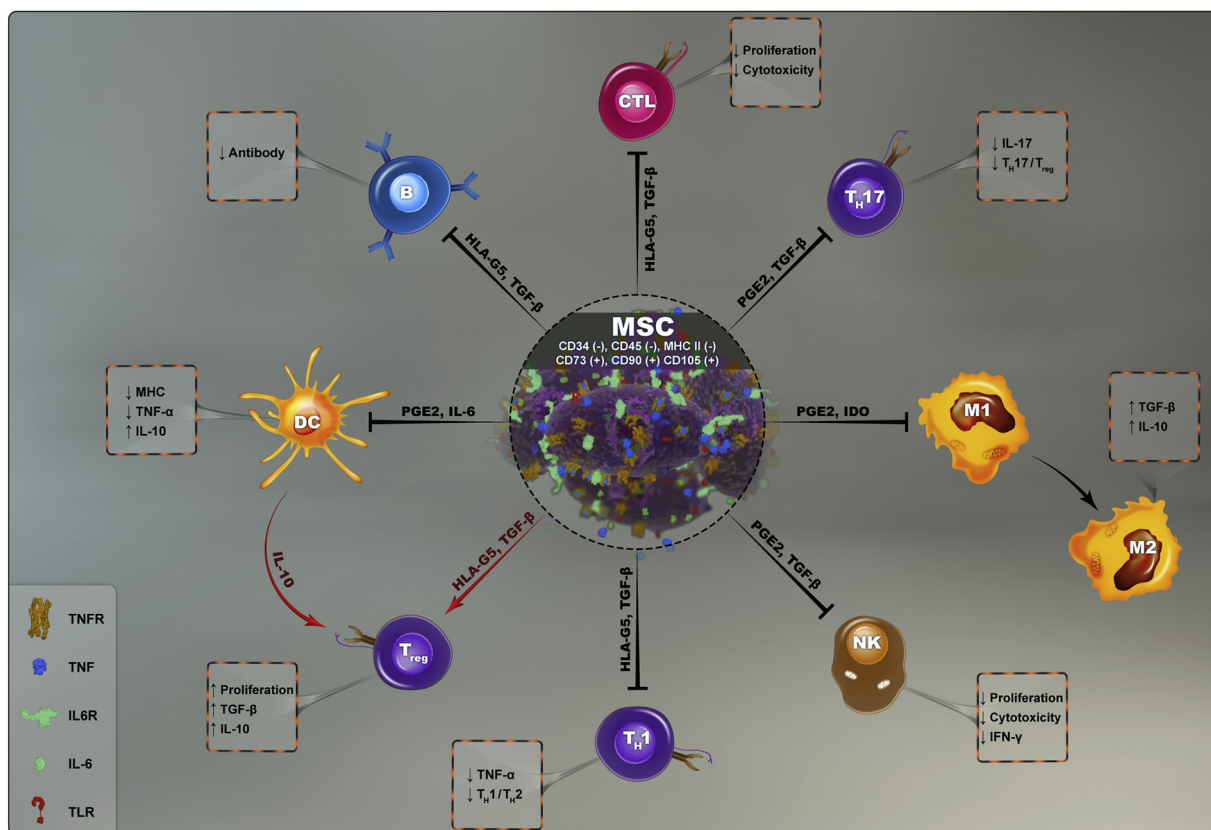 ↓ Proliferation
↓ Cytotoxicity
CTL
↓ Antibody
B
↓ IL-17
↓ TH17/Treg
TH17
HLA-G5, TGF-β
HLA-G5, TGF-β
PGE2, TGF-β
MSC
CD34 (-), CD45 (-), MHC II (-)
CD73 (+), CD90 (+) CD105 (+)
↓ MHC
↓ TNF-α
↑ IL-10
DC
PGE2, IL-6
PGE2, IDO
M1
↑ TGF-β
↑ IL-10
M2
IL-10
HLA-G5, TGF-β
HLA-G5, TGF-β
PGE2, TGF-β
Treg
↑ Proliferation
↑ TGF-β
↑ IL-10
TH1
↓ TNF-α
↓ TH1/TH2
NK
↓ Proliferation
↓ Cytotoxicity
↓ IFN-γ
TNFR
TNF
IL6R
IL-6
TLR